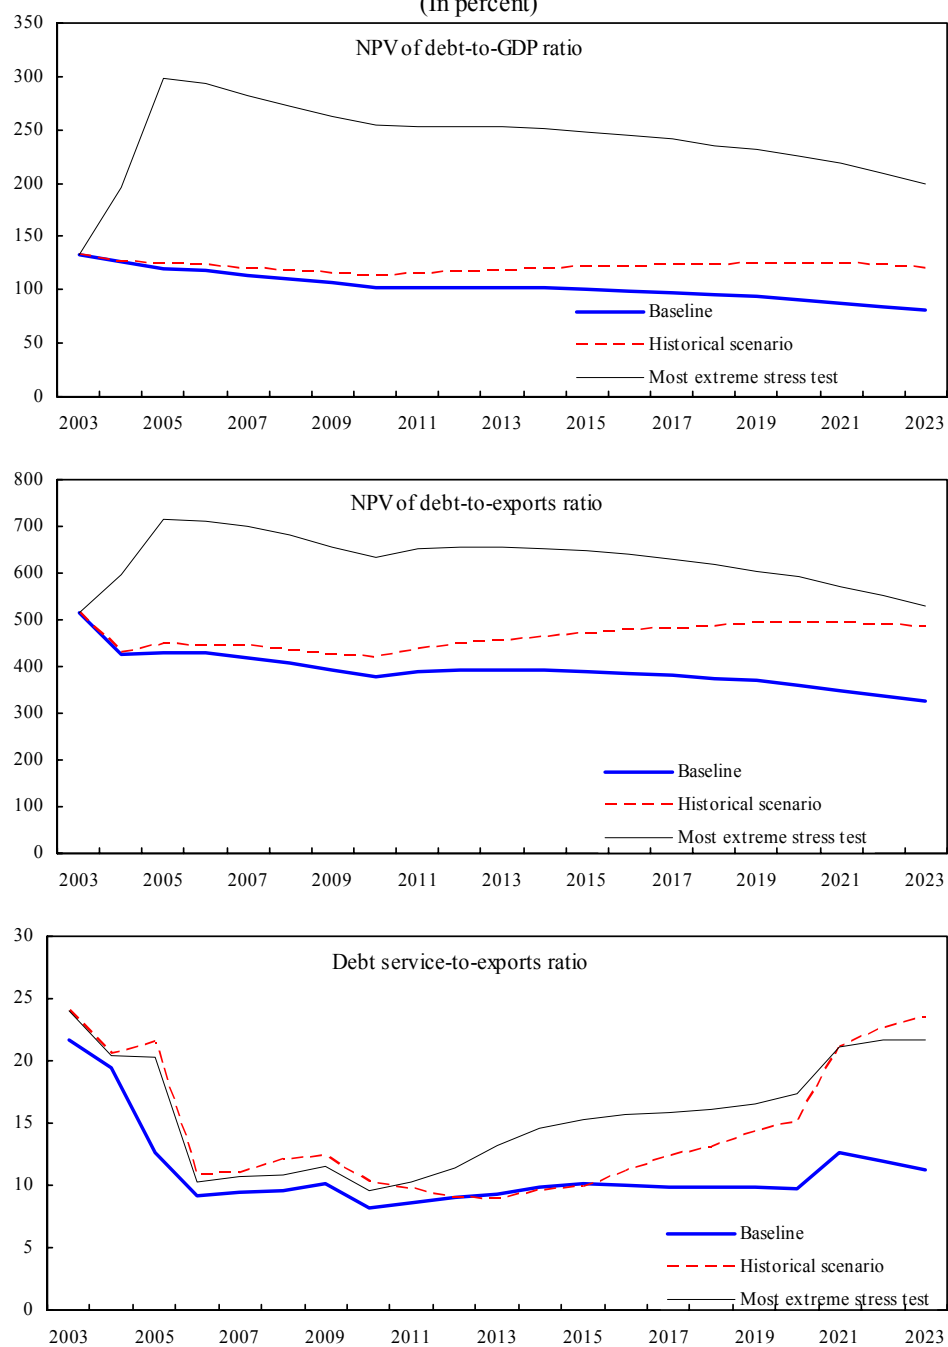 (In percent)
350
NPV of debt-to-GDP ratio
300
250
200
150
100
Baseline
50
Historical scenario
Most extreme stress test
0
2003 2005 2007 2009 2011 2013 2015 2017 2019 2021 2023
800
NPV of debt-to-exports ratio
700
600
500
400
300
200
Baseline
100
Historical scenario
Most extreme stress test
0
2003 2005 2007 2009 2011 2013 2015 2017 2019 2021 2023
30
Debt service-to-exports ratio
25
20
15
10
Baseline
5
Historical scenario
Most extreme stress test
0
2003 2005 2007 2009 2011 2013 2015 2017 2019 2021 2023